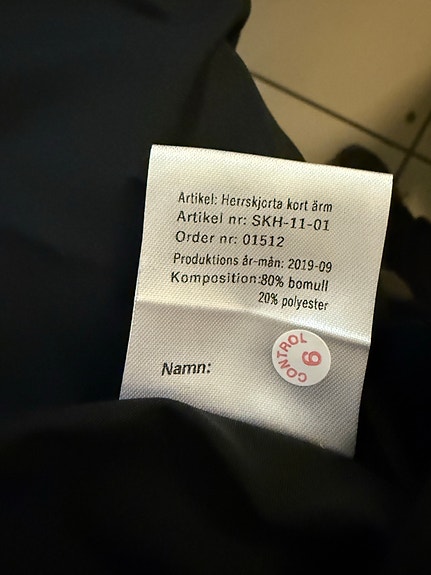 Artikel: Herrskjorta kort ärm
Artikel nr: SKH-11-01
Order nr: 01512
Produktions år-mån: 2019-09
Komposition:80% bomull
20% polyester
CONTROL
9
Namn: